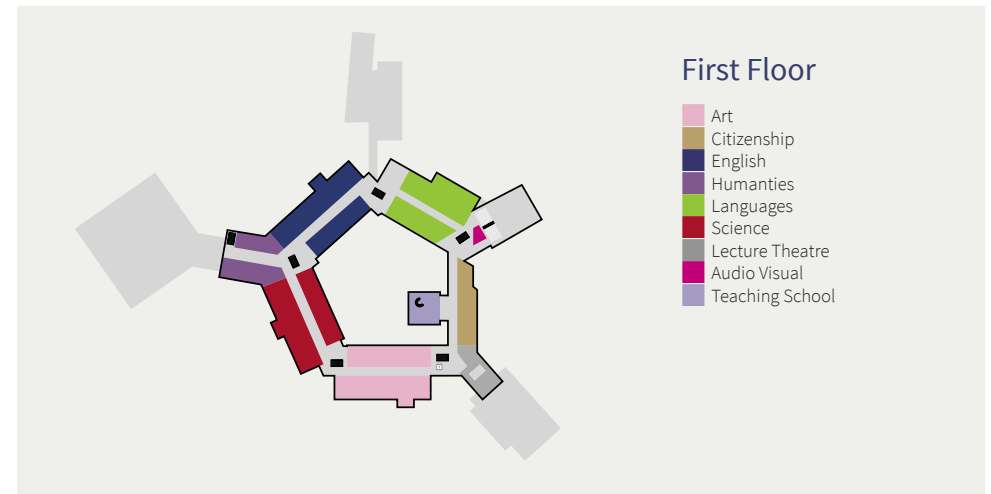 First Floor
Art
Citizenship
English
Humanties
Languages
Science
Lecture Theatre
Audio Visual
Teaching School